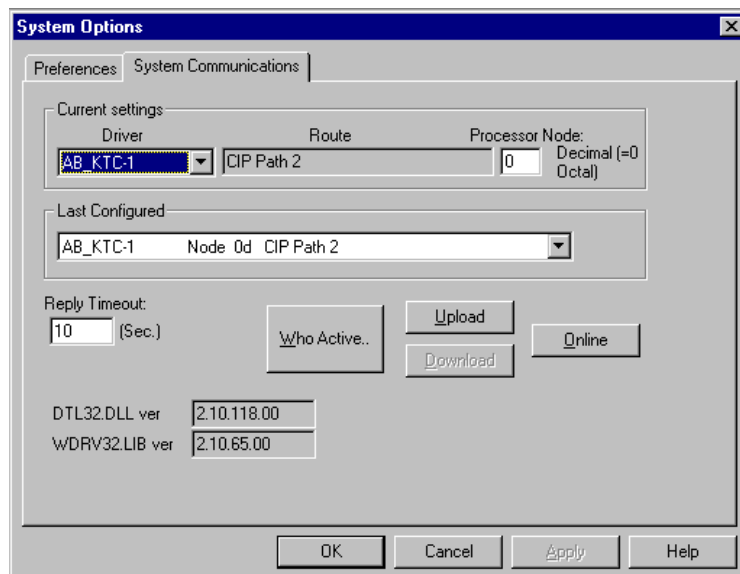 System Options
Preferences
System Communications
Current settings
Driver Route Processor Node:
AB_KTC-1 CIP Path 2 0 Decimal (=0
Octal)
Last Configured
AB_KTC-1 Node 0d CIP Path 2
Reply Timeout:
10 (Sec.)
Who Active..
Upload
Download
Online
DTL32.DLL ver 2.10.118.00
WDRV32.LIB ver 2.10.65.00
OK Cancel Apply Help